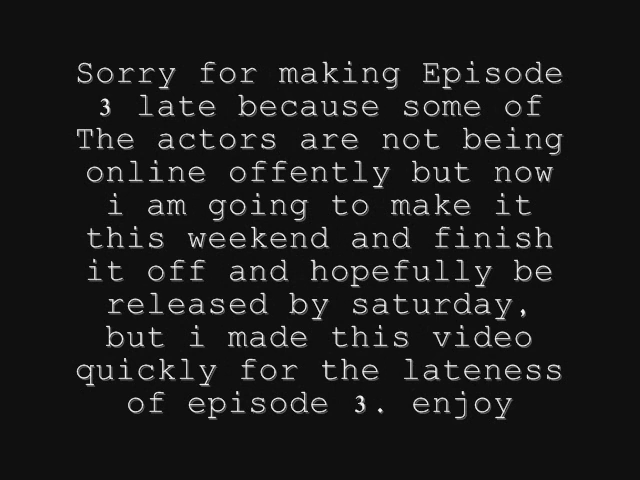 Sorry for making Episode
3 late because some of
The actors are not being
online offently but now
i am going to make it
this weekend and finish
it off and hopefully be
released by saturday,
but i made this video
quickly for the lateness
of episode 3. enjoy